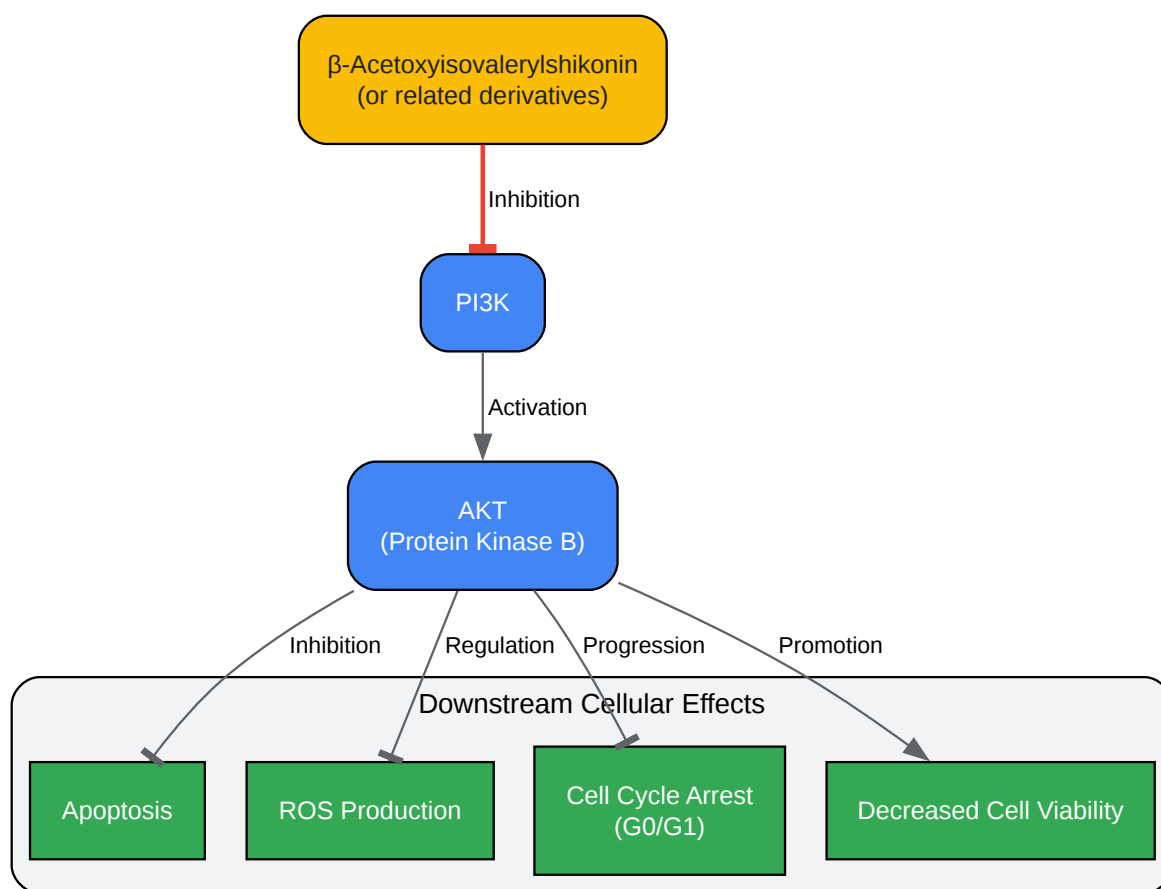 β-Acetoxyisovalerylshikonin
(or related derivatives)
Inhibition
PI3K
Activation
AKT
(Protein Kinase B)
Inhibition
Regulation
Progression
Promotion
Downstream Cellular Effects
Apoptosis
ROS Production
Cell Cycle Arrest
(G0/G1)
Decreased Cell Viability